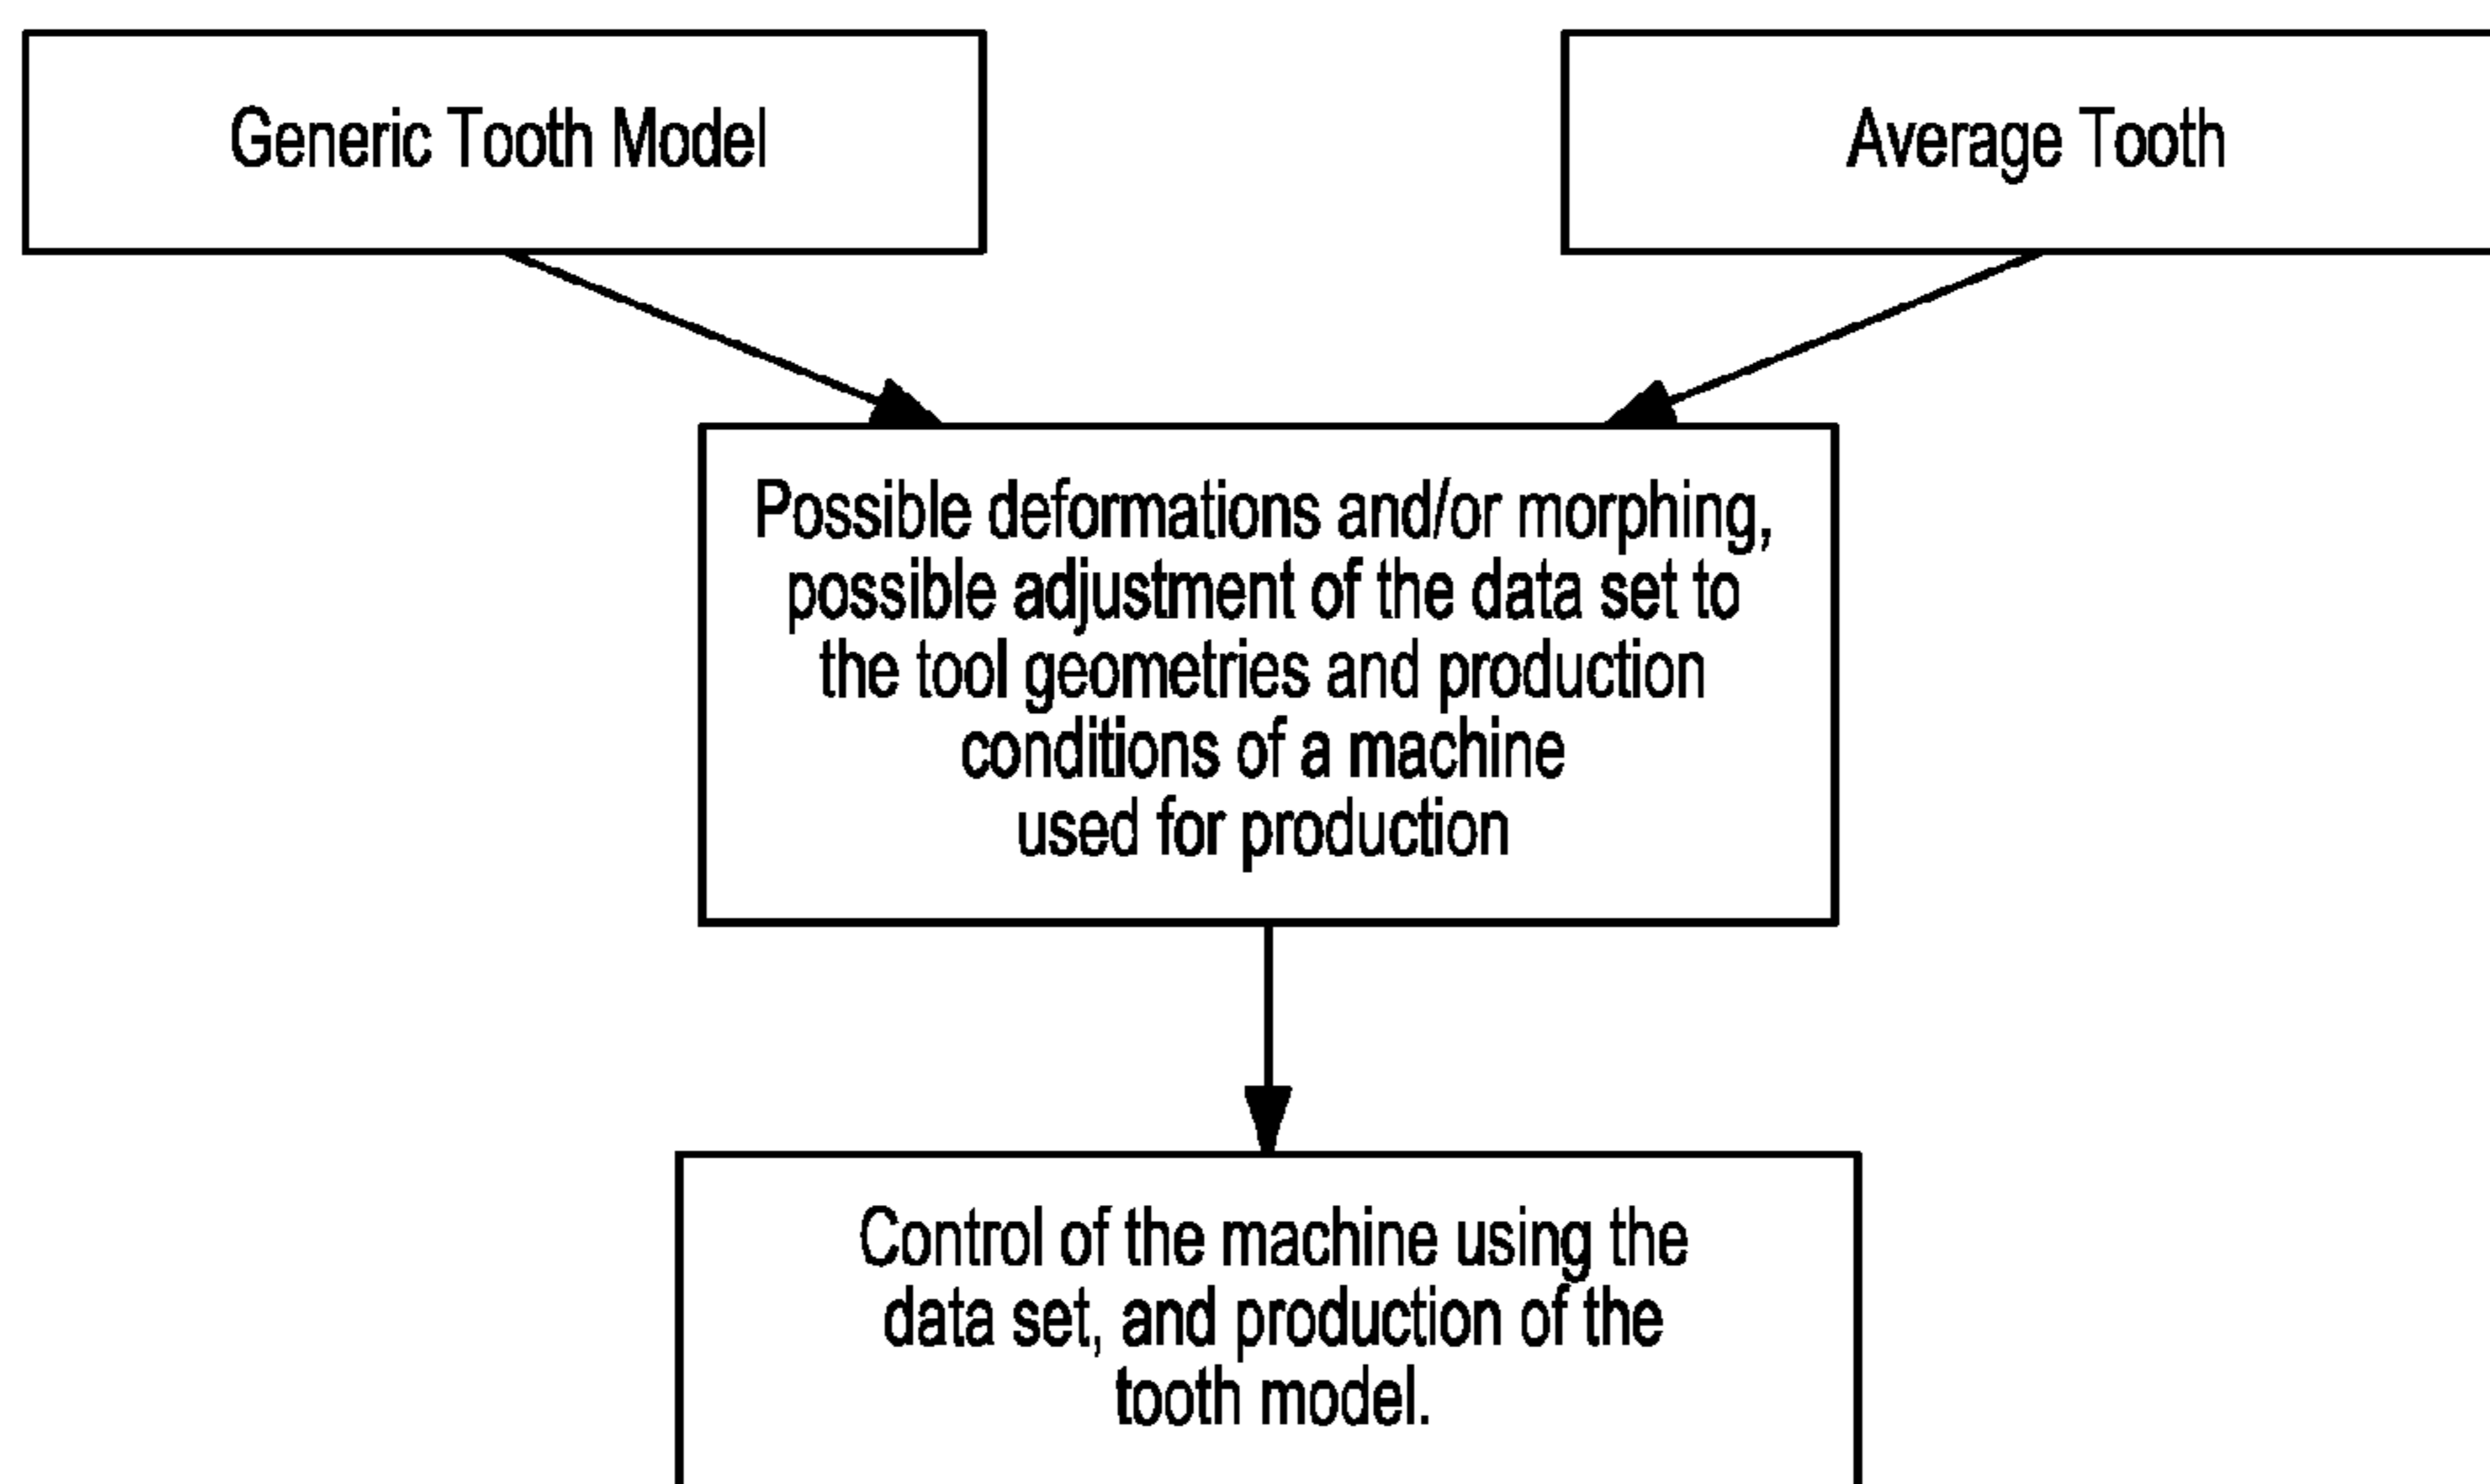 Generic Tooth Model
Average Tooth
Possible deformations and/or morphing,
possible adjustment of the data set to
the tool geometries and production
conditions of a machine
used for production
Control of the machine using the
data set, and production of the
tooth model.